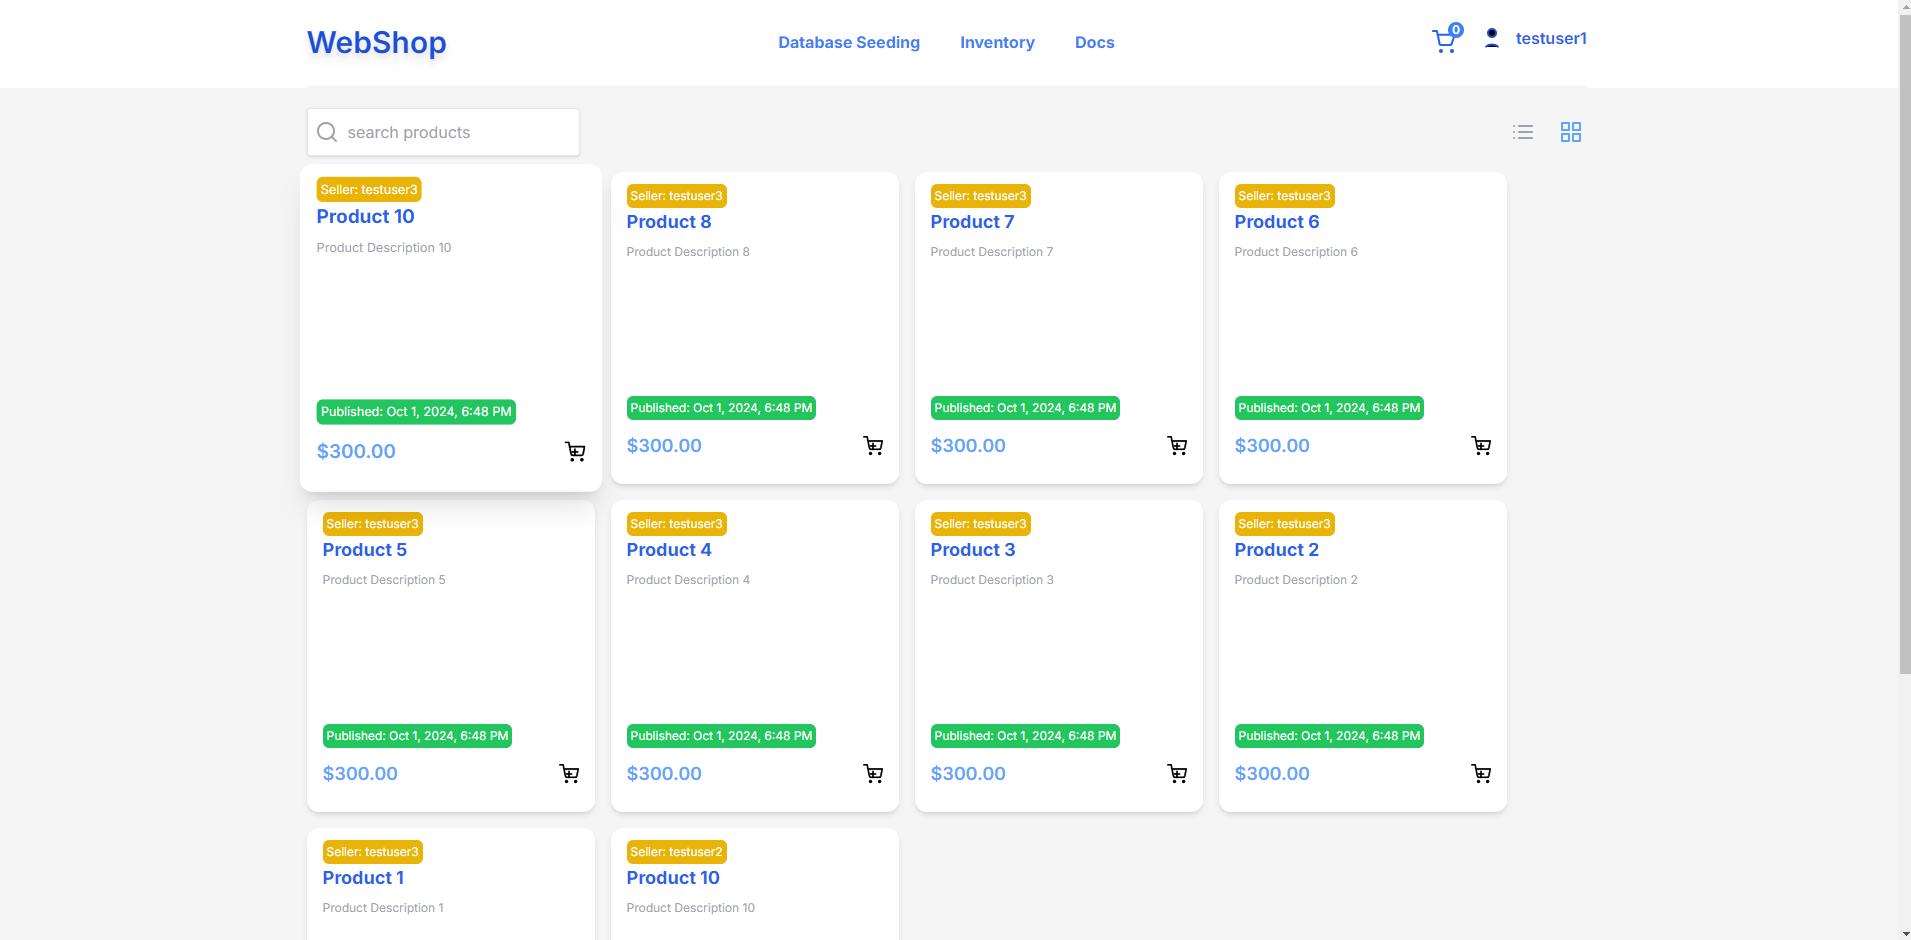 WebShop
Database Seeding
Inventory
Docs
0
testuser1
search products
Seller: testuser3
Product 10
Product Description 10
Published: Oct 1, 2024, 6:48 PM
$300.00
Seller: testuser3
Product 8
Product Description 8
Published: Oct 1, 2024, 6:48 PM
$300.00
Seller: testuser3
Product 7
Product Description 7
Published: Oct 1, 2024, 6:48 PM
$300.00
Seller: testuser3
Product 6
Product Description 6
Published: Oct 1, 2024, 6:48 PM
$300.00
Seller: testuser3
Product 5
Product Description 5
Published: Oct 1, 2024, 6:48 PM
$300.00
Seller: testuser3
Product 4
Product Description 4
Published: Oct 1, 2024, 6:48 PM
$300.00
Seller: testuser3
Product 3
Product Description 3
Published: Oct 1, 2024, 6:48 PM
$300.00
Seller: testuser3
Product 2
Product Description 2
Published: Oct 1, 2024, 6:48 PM
$300.00
Seller: testuser3
Product 1
Product Description 1
Seller: testuser2
Product 10
Product Description 10